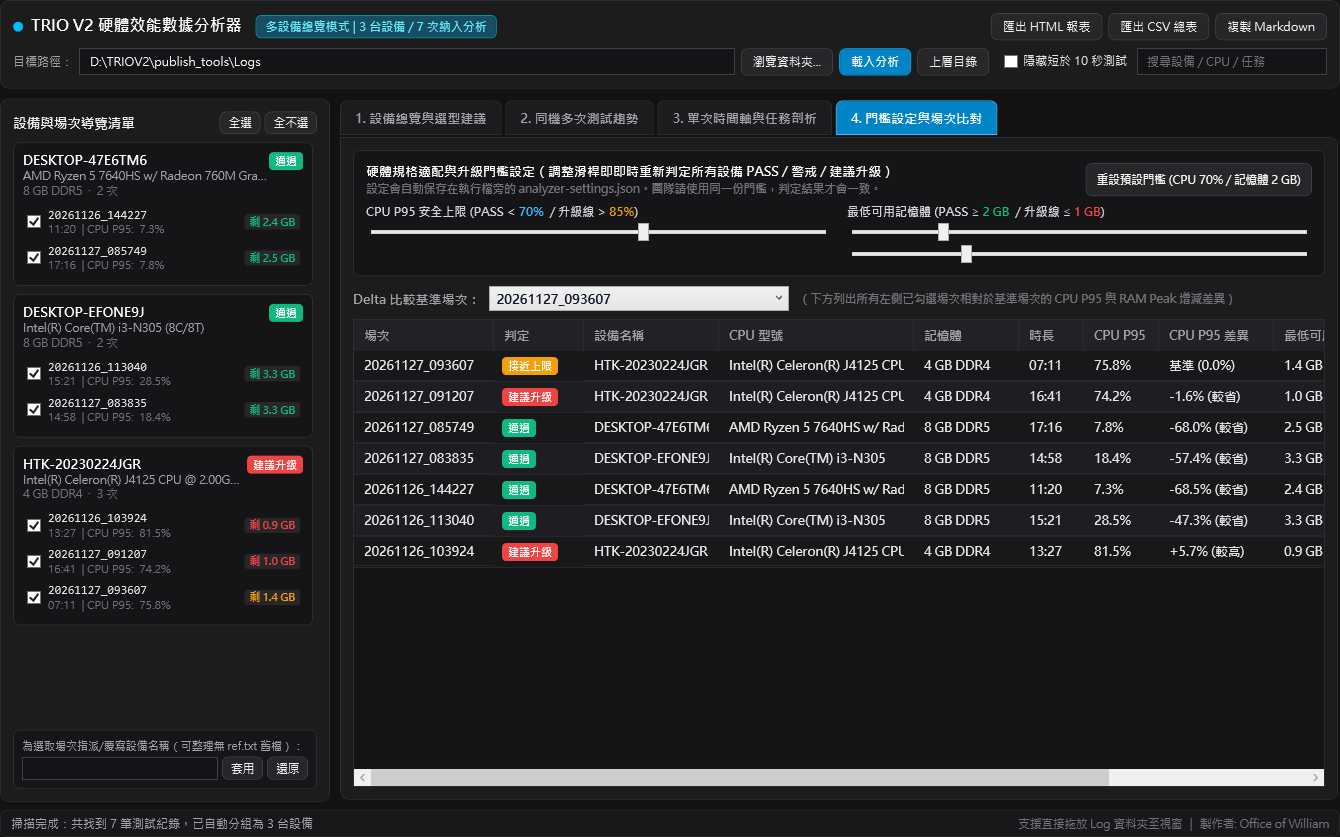 TRIO V2 硬體效能數據分析器
多設備總覽模式 | 3 台設備 / 7 次納入分析
匯出 HTML 報表
匯出 CSV 總表
複製 Markdown
目標路徑：
D:\TRIOV2\publish_tools\Logs
瀏覽資料夾...
載入分析
上層目錄
隱藏短於 10 秒測試
搜尋設備 / CPU / 任務
設備與場次導覽清單
全選
全不選
DESKTOP-47E6TM6
通過
AMD Ryzen 5 7640HS w/ Radeon 760M Gra...
8 GB DDR5 · 2 次
20261126_144227
11:20 | CPU P95: 7.3%
剩 2.4 GB
20261127_085749
17:16 | CPU P95: 7.8%
剩 2.5 GB
DESKTOP-EFONE9J
通過
Intel(R) Core(TM) i3-N305 (8C/8T)
8 GB DDR5 · 2 次
20261126_113040
15:21 | CPU P95: 28.5%
剩 3.3 GB
20261127_083835
14:58 | CPU P95: 18.4%
剩 3.3 GB
HTK-20230224JGR
建議升級
Intel(R) Celeron(R) J4125 CPU @ 2.00G...
4 GB DDR4 · 3 次
20261126_103924
13:27 | CPU P95: 81.5%
剩 0.9 GB
20261127_091207
16:41 | CPU P95: 74.2%
剩 1.0 GB
20261127_093607
07:11 | CPU P95: 75.8%
剩 1.4 GB
為選取場次指派/覆寫設備名稱（可整理無 ref.txt 舊檔）：
套用
還原
1. 設備總覽與選型建議
2. 同機多次測試趨勢
3. 單次時間軸與任務剖析
4. 門檻設定與場次比對
硬體規格適配與升級門檻設定（調整滑桿即即時重新判定所有設備 PASS / 警戒 / 建議升級）
設定會自動保存在執行檔旁的 analyzer-settings.json。團隊請使用同一份門檻，判定結果才會一致。
重設預設門檻 (CPU 70% / 記憶體 2 GB)
CPU P95 安全上限 (PASS < 70% / 升級線 > 85%)
最低可用記憶體 (PASS ≥ 2 GB / 升級線 ≤ 1 GB)
Delta 比較基準場次：
20261127_093607
（下方列出所有左側已勾選場次相對於基準場次的 CPU P95 與 RAM Peak 增減差異）
場次 判定 設備名稱 CPU 型號 記憶體 時長 CPU P95 CPU P95 差異 最低可用
20261127_093607 接近上限 HTK-20230224JGR Intel(R) Celeron(R) J4125 CPU 4 GB DDR4 07:11 75.8% 基準 (0.0%) 1.4 GB
20261127_091207 建議升級 HTK-20230224JGR Intel(R) Celeron(R) J4125 CPU 4 GB DDR4 16:41 74.2% -1.6% (較省) 1.0 GB
20261127_085749 通過 DESKTOP-47E6TM6 AMD Ryzen 5 7640HS w/ Rad 8 GB DDR5 17:16 7.8% -68.0% (較省) 2.5 GB
20261127_083835 通過 DESKTOP-EFONE9J Intel(R) Core(TM) i3-N305 8 GB DDR5 14:58 18.4% -57.4% (較省) 3.3 GB
20261126_144227 通過 DESKTOP-47E6TM6 AMD Ryzen 5 7640HS w/ Rad 8 GB DDR5 11:20 7.3% -68.5% (較省) 2.4 GB
20261126_113040 通過 DESKTOP-EFONE9J Intel(R) Core(TM) i3-N305 8 GB DDR5 15:21 28.5% -47.3% (較省) 3.3 GB
20261126_103924 建議升級 HTK-20230224JGR Intel(R) Celeron(R) J4125 CPU 4 GB DDR4 13:27 81.5% +5.7% (較高) 0.9 GB
掃描完成：共找到 7 筆測試紀錄，已自動分組為 3 台設備
支援直接拖放 Log 資料夾至視窗 | 製作者: Office of William